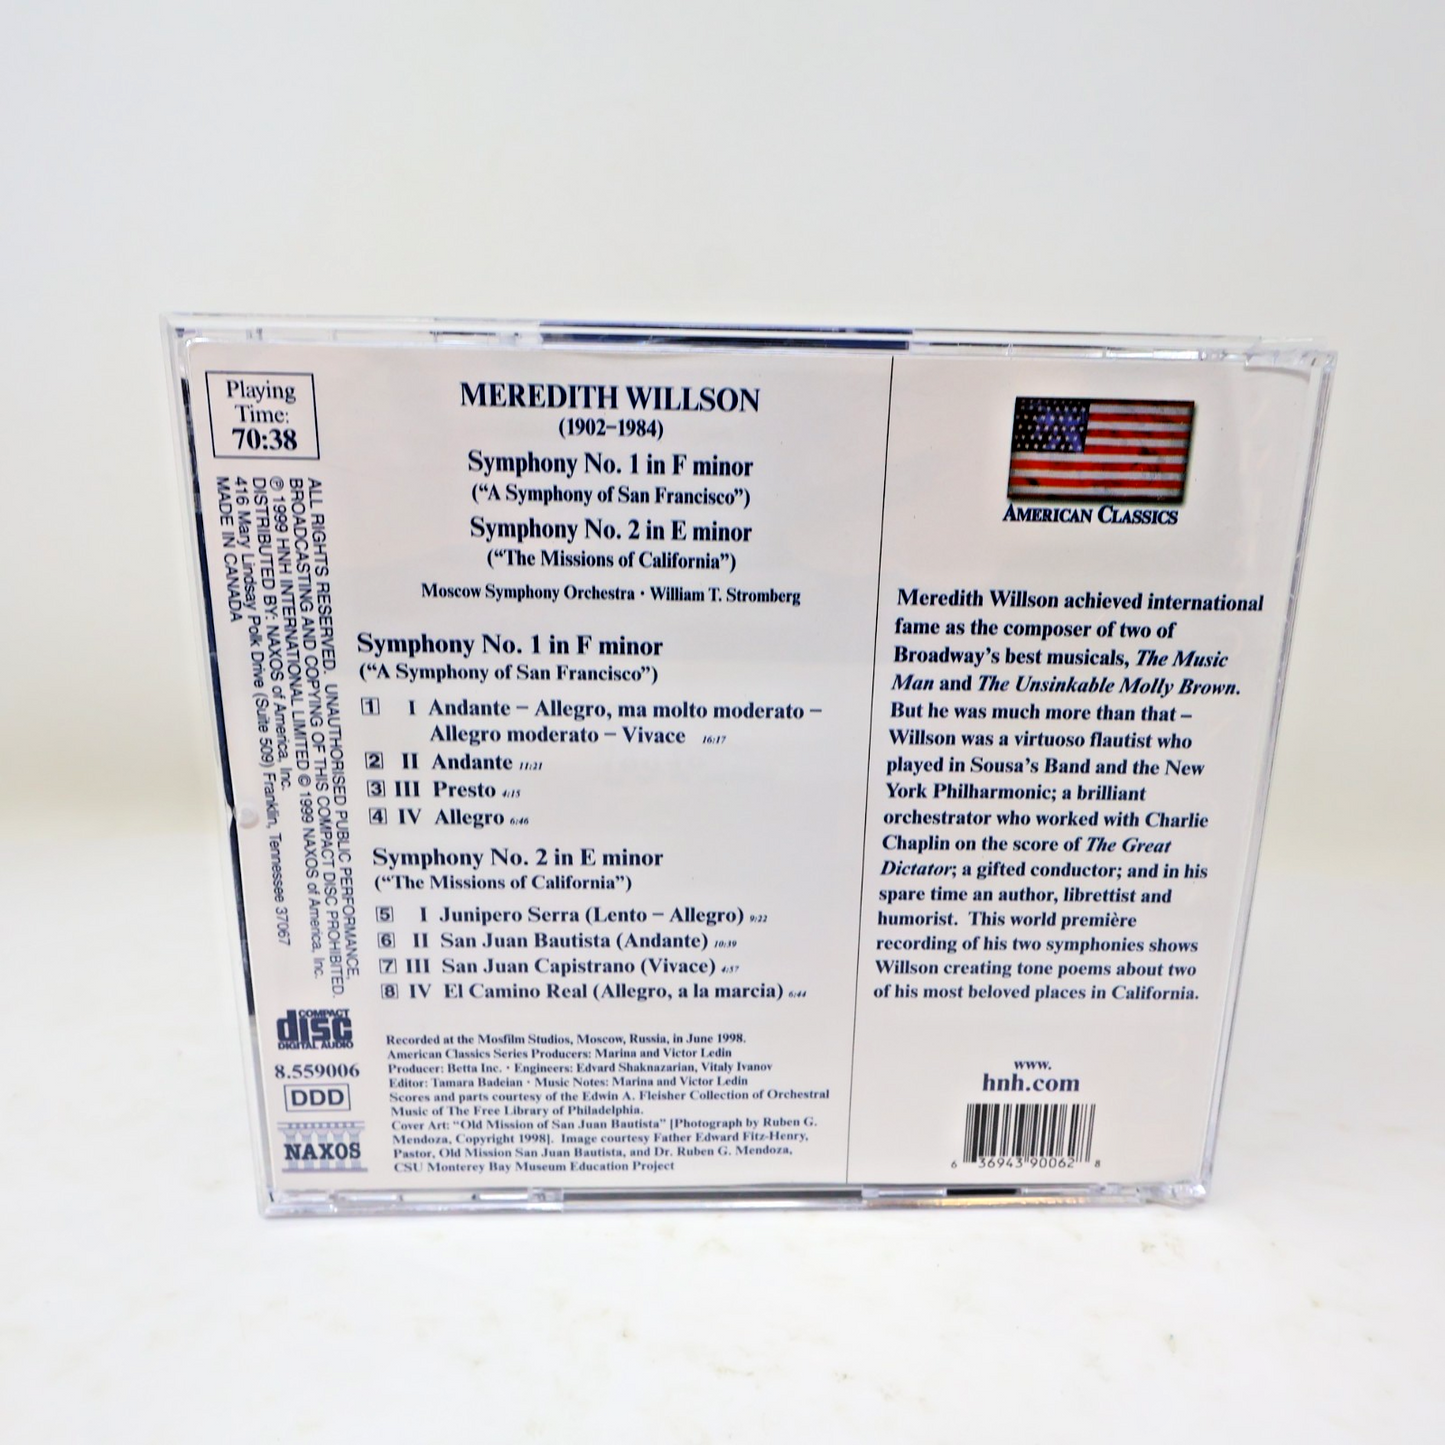 Playing
Time:
70:38
ALL RIGHTS RESERVED. UNAUTHORISED PUBLIC PERFORMANCE,
BROADCASTING AND COPYING OF THIS COMPACT DISC PROHIBITED.
℗ 1999 HNH INTERNATIONAL LIMITED © 1999 NAXOS of America, Inc.
DISTRIBUTED BY: NAXOS of America, Inc.
416 Mary Lindsay Polk Drive (Suite 509) Franklin, Tennessee 37067
MADE IN CANADA
COMPACT
disc
DIGITAL AUDIO
8.559006
DDD
NAXOS
MEREDITH WILLSON
(1902–1984)
Symphony No. 1 in F minor
(“A Symphony of San Francisco”)
Symphony No. 2 in E minor
(“The Missions of California”)
Moscow Symphony Orchestra • William T. Stromberg
Symphony No. 1 in F minor
(“A Symphony of San Francisco”)
1 I Andante – Allegro, ma molto moderato –
Allegro moderato – Vivace 16:17
2 II Andante 11:21
3 III Presto 4:15
4 IV Allegro 6:46
Symphony No. 2 in E minor
(“The Missions of California”)
5 I Junipero Serra (Lento – Allegro) 9:22
6 II San Juan Bautista (Andante) 10:39
7 III San Juan Capistrano (Vivace) 4:57
8 IV El Camino Real (Allegro, a la marcia) 6:44
Recorded at the Mosfilm Studios, Moscow, Russia, in June 1998.
American Classics Series Producers: Marina and Victor Ledin
Producer: Betta Inc. • Engineers: Edvard Shaknazarian, Vitaly Ivanov
Editor: Tamara Badeian • Music Notes: Marina and Victor Ledin
Scores and parts courtesy of the Edwin A. Fleisher Collection of Orchestral
Music of The Free Library of Philadelphia.
Cover Art: “Old Mission of San Juan Bautista” [Photograph by Ruben G.
Mendoza, Copyright 1998]. Image courtesy Father Edward Fitz-Henry,
Pastor, Old Mission San Juan Bautista, and Dr. Ruben G. Mendoza,
CSU Monterey Bay Museum Education Project
AMERICAN CLASSICS
Meredith Willson achieved international
fame as the composer of two of
Broadway’s best musicals, The Music
Man and The Unsinkable Molly Brown.
But he was much more than that –
Willson was a virtuoso flautist who
played in Sousa’s Band and the New
York Philharmonic; a brilliant
orchestrator who worked with Charlie
Chaplin on the score of The Great
Dictator; a gifted conductor; and in his
spare time an author, librettist and
humorist. This world première
recording of his two symphonies shows
Willson creating tone poems about two
of his most beloved places in California.
www.
hnh.com
6 36943 90062 8